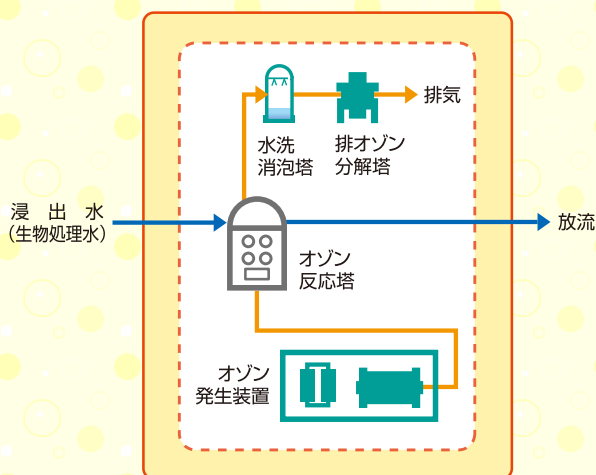 排気
水洗
消泡塔
排オゾン
分解塔
浸 出 水
（生物処理水）
放流
オゾン
反応塔
オゾン
発生装置